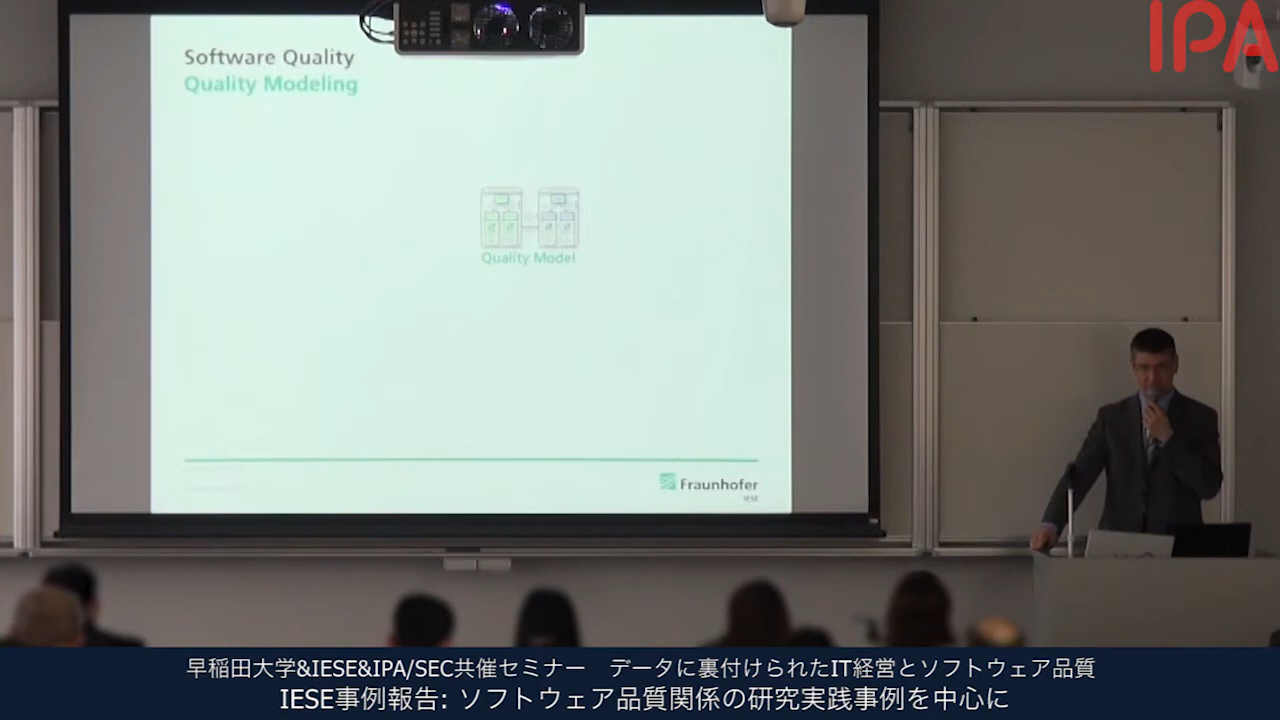 IPA
Software Quality
Quality Modeling
Quality Model
Fraunhofer
IESE
早稲田大学&IESE&IPA/SEC共催セミナー　データに裏付けられたIT経営とソフトウェア品質
IESE事例報告: ソフトウェア品質関係の研究実践事例を中心に